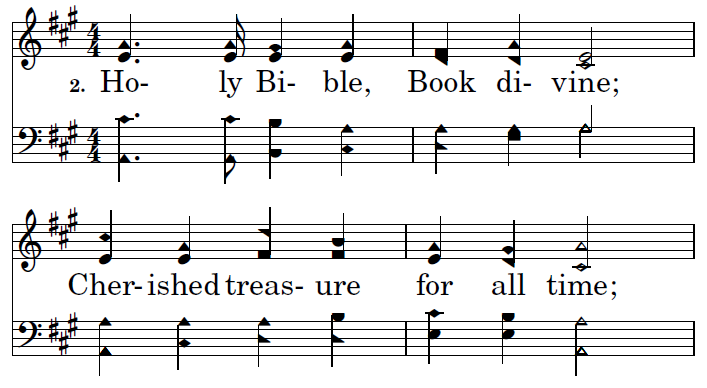 2. Ho- ly Bi- ble, Book di- vine;
Cher- ished treas- ure for all time;